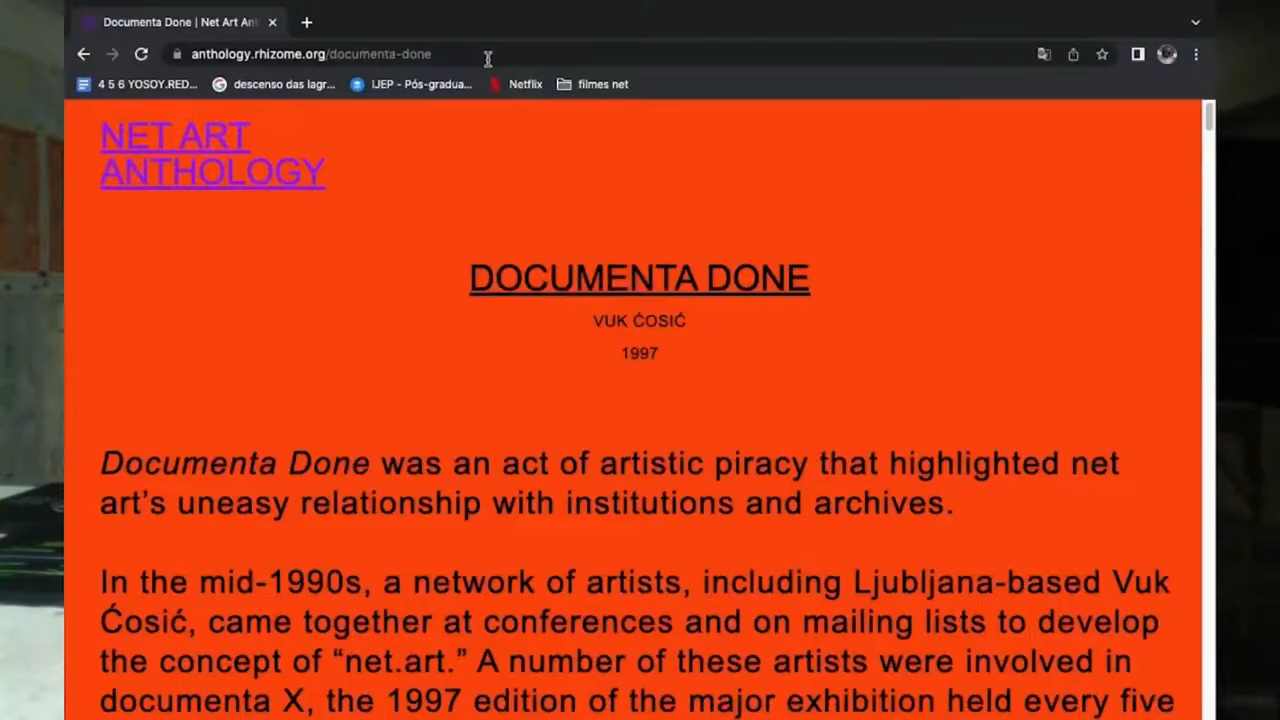 Documenta Done | Net Art An
anthology.rhizome.org/documenta-done
4 5 6 YOSOY.RED...
descenso das lagr...
IJEP - Pós-gradua...
Netflix
filmes net
NET ART
ANTHOLOGY
DOCUMENTA DONE
VUK ĆOSIĆ
1997
Documenta Done was an act of artistic piracy that highlighted net
art’s uneasy relationship with institutions and archives.
In the mid-1990s, a network of artists, including Ljubljana-based Vuk
Ćosić, came together at conferences and on mailing lists to develop
the concept of “net.art.” A number of these artists were involved in
documenta X, the 1997 edition of the major exhibition held every five